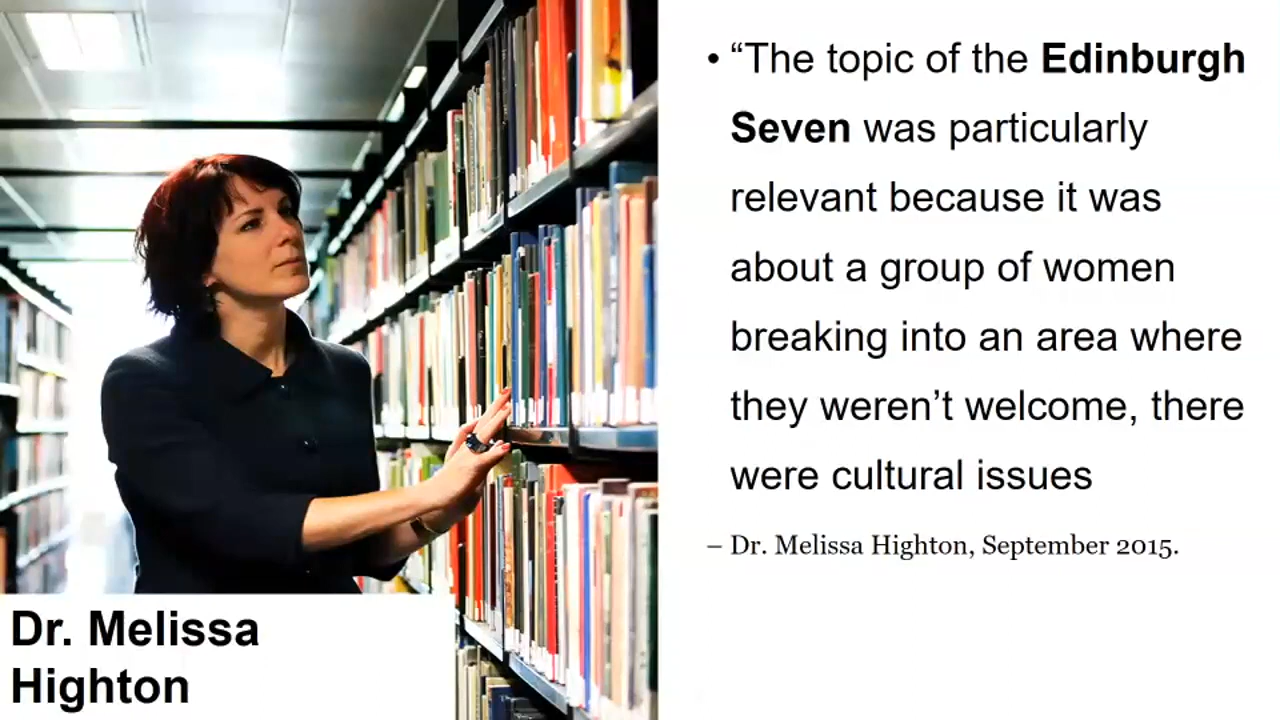 • “The topic of the Edinburgh
Seven was particularly
relevant because it was
about a group of women
breaking into an area where
they weren’t welcome, there
were cultural issues
– Dr. Melissa Highton, September 2015.
Dr. Melissa
Highton